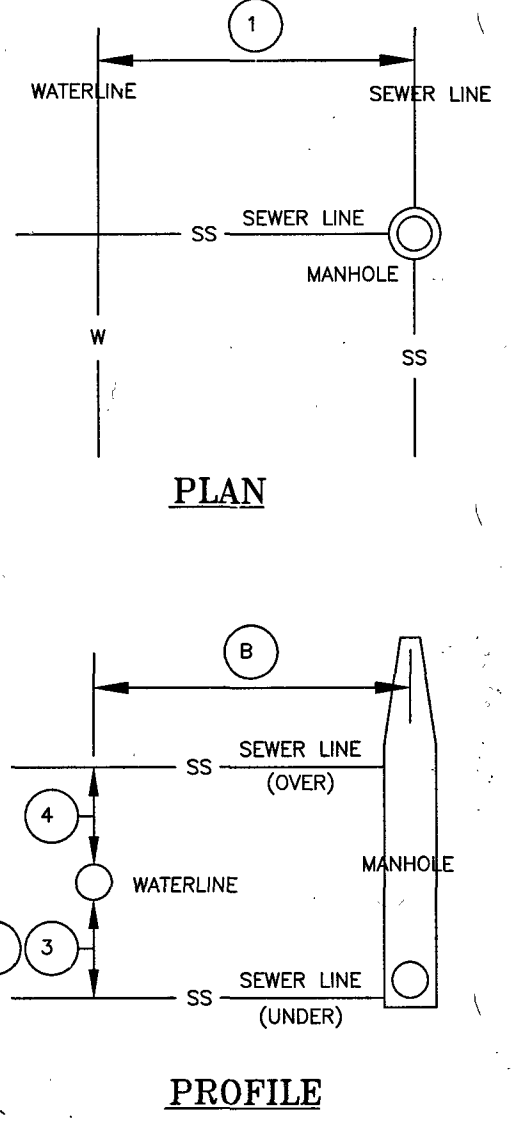 1
WATERLINE
SEWER LINE
SS SEWER LINE
MANHOLE
W
SS
PLAN
B
SS SEWER LINE
(OVER)
4
MANHOLE
WATERLINE
3
SS SEWER LINE
(UNDER)
PROFILE